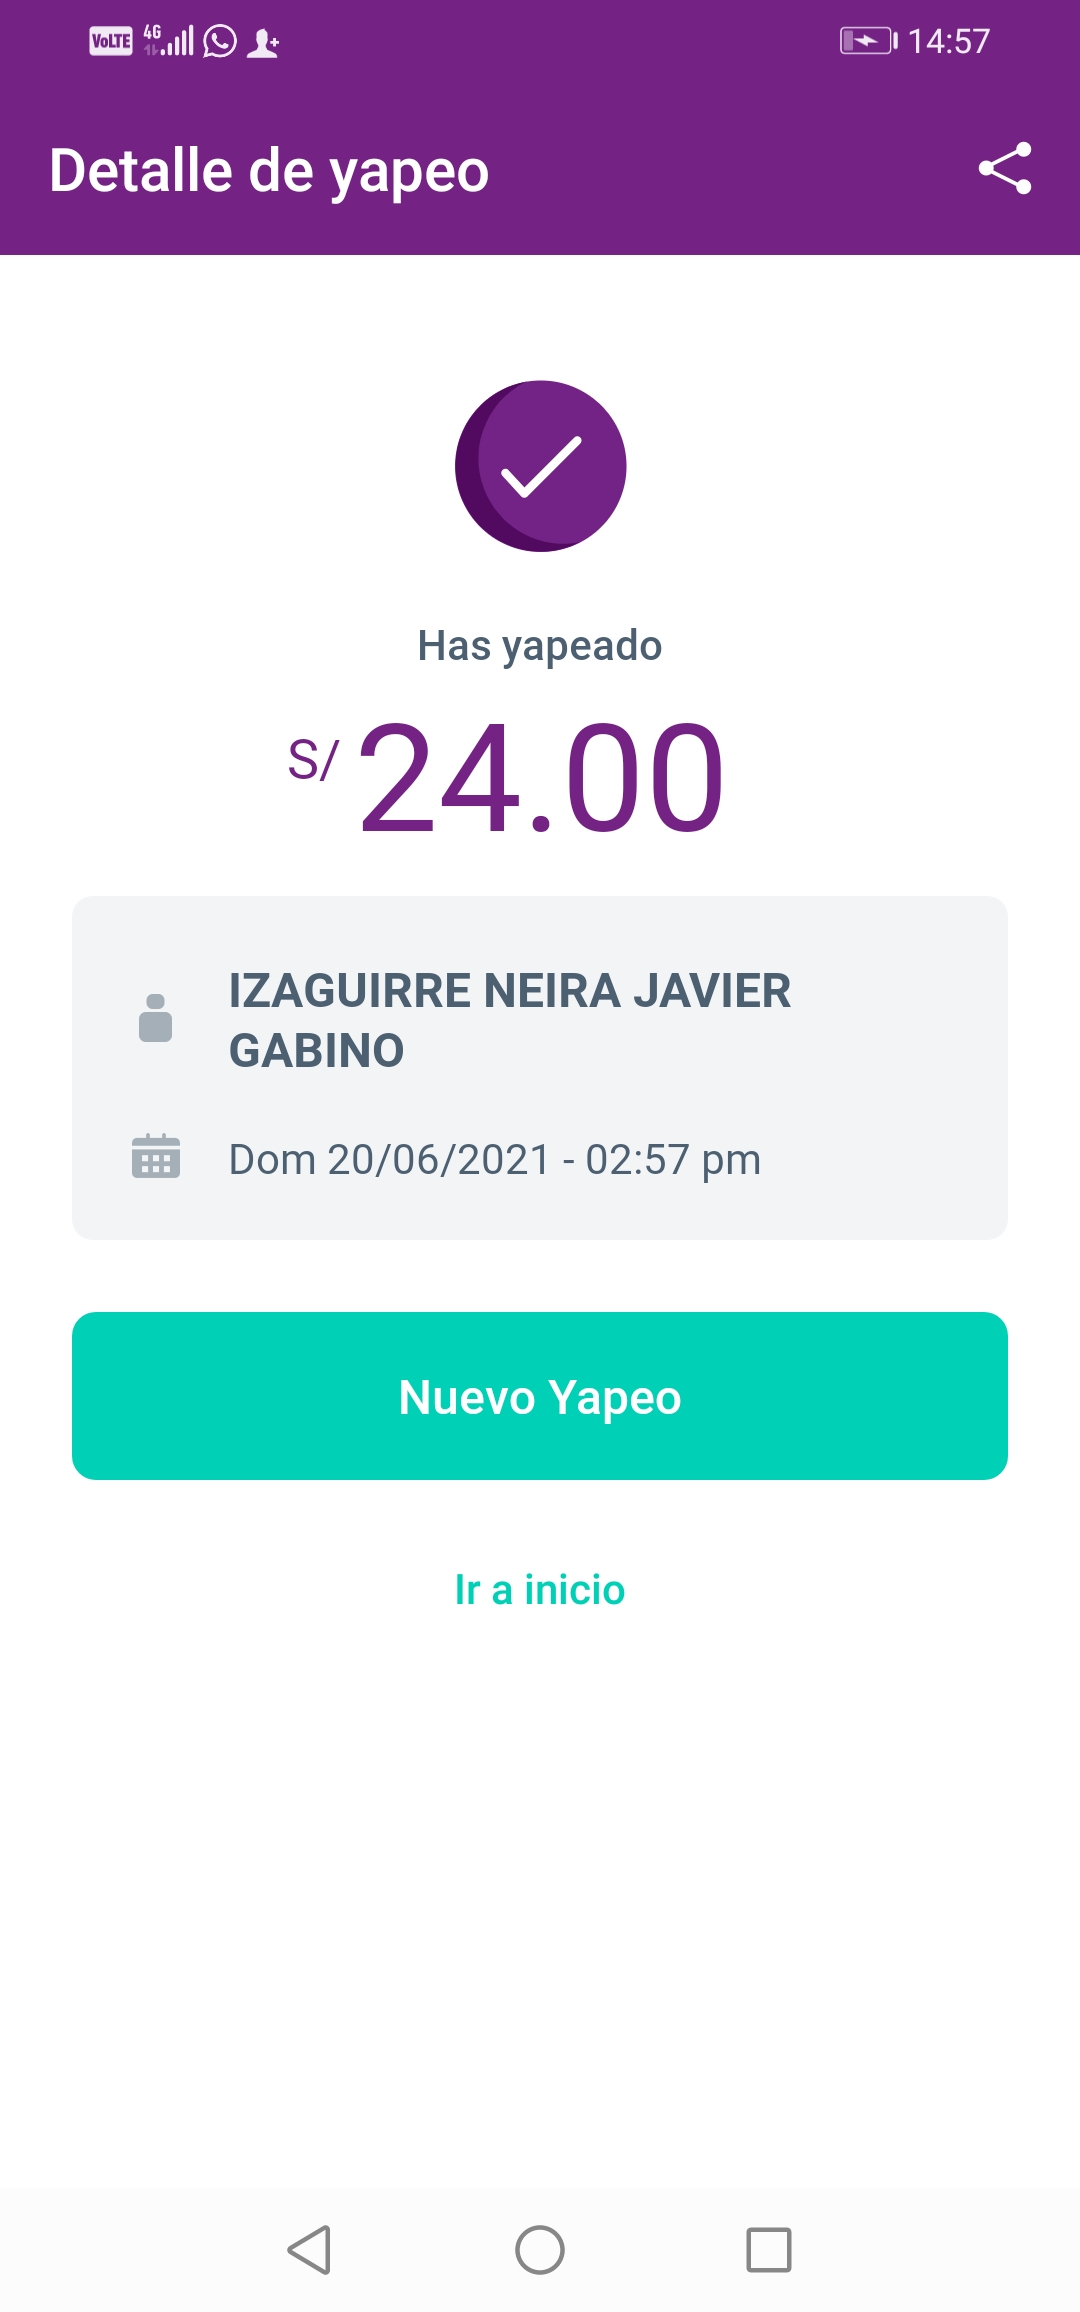 VoLTE 4G 14:57
Detalle de yapeo
Has yapeado
S/ 24.00
IZAGUIRRE NEIRA JAVIER
GABINO
Dom 20/06/2021 - 02:57 pm
Nuevo Yapeo
Ir a inicio